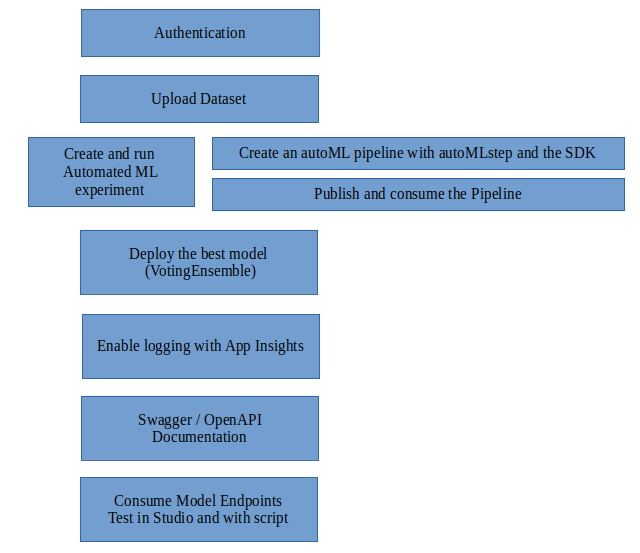 Authentication
Upload Dataset
Create and run
Automated ML
experiment
Create an autoML pipeline with autoMLstep and the SDK
Publish and consume the Pipeline
Deploy the best model
(VotingEnsemble)
Enable logging with App Insights
Swagger / OpenAPI
Documentation
Consume Model Endpoints
Test in Studio and with script